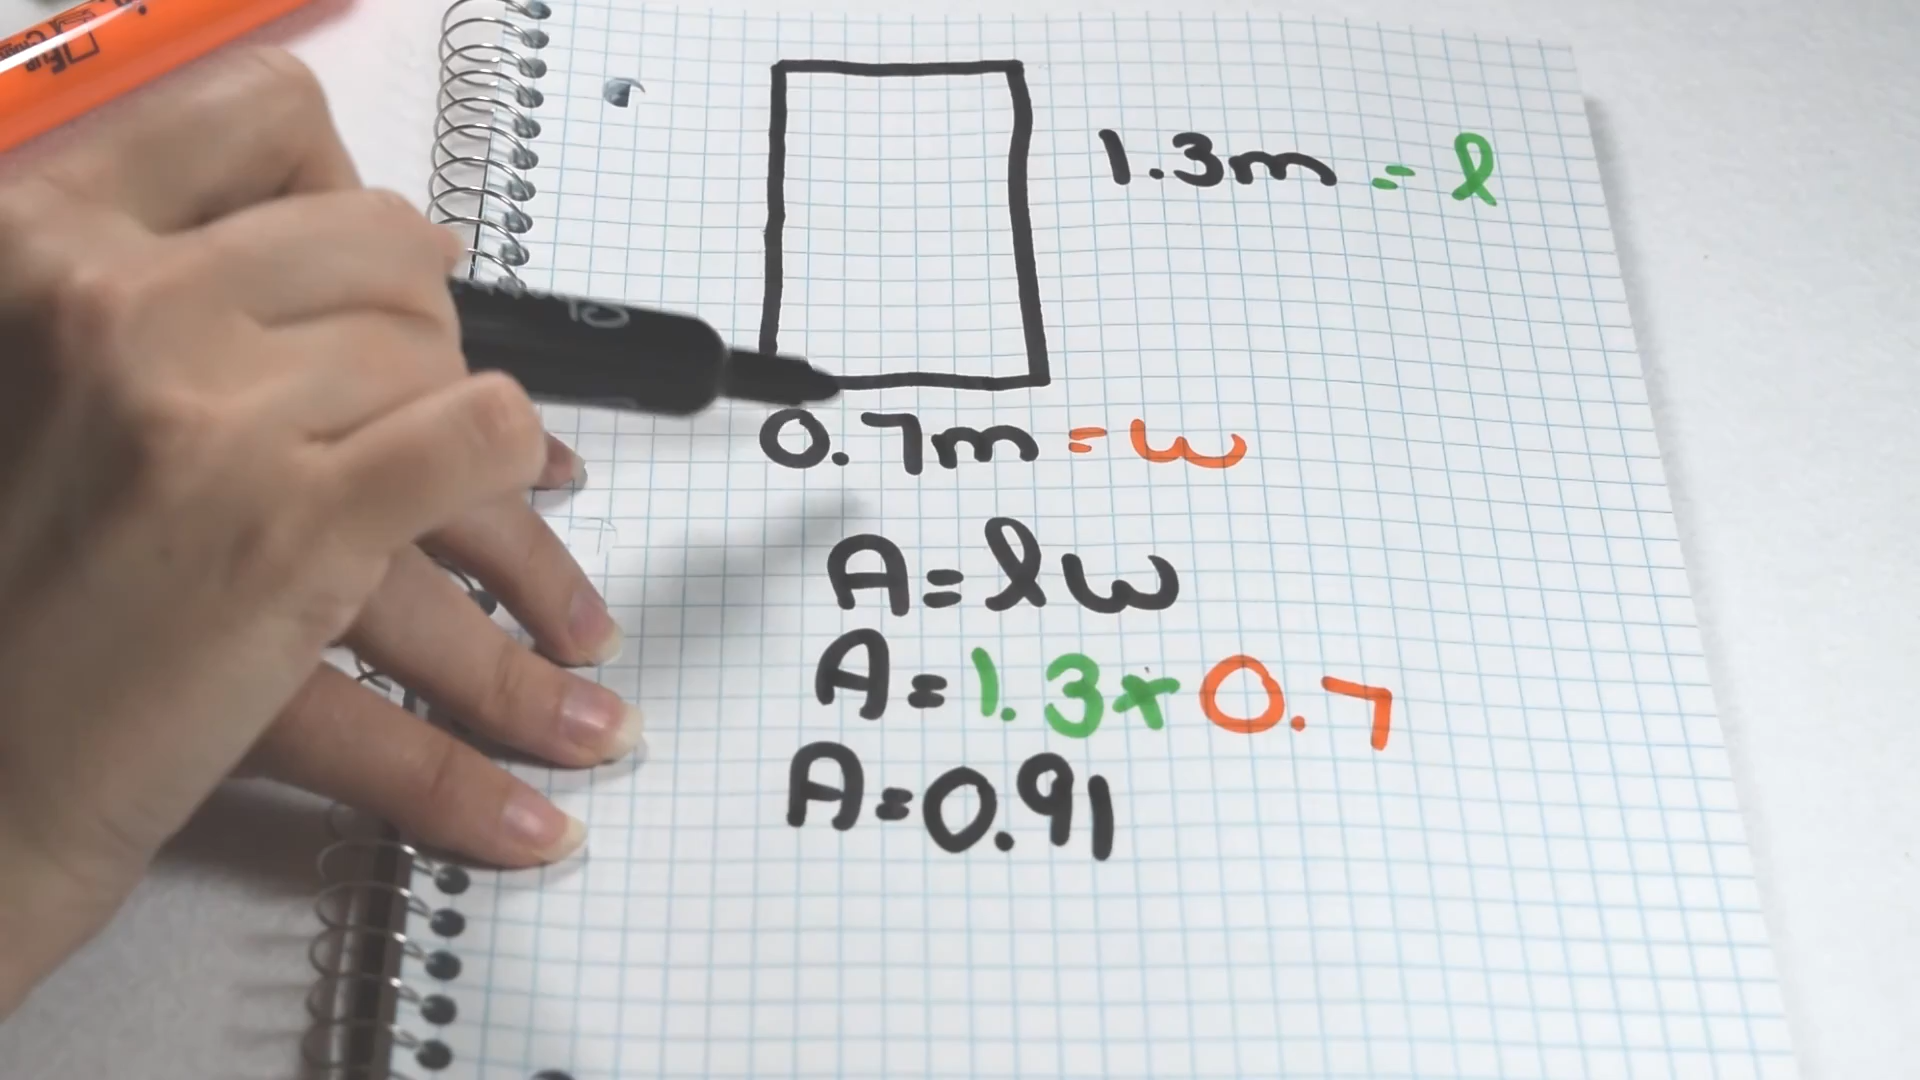 1.3m = l
0.7m = w
A = lw
A = 1.3 x 0.7
A = 0.91